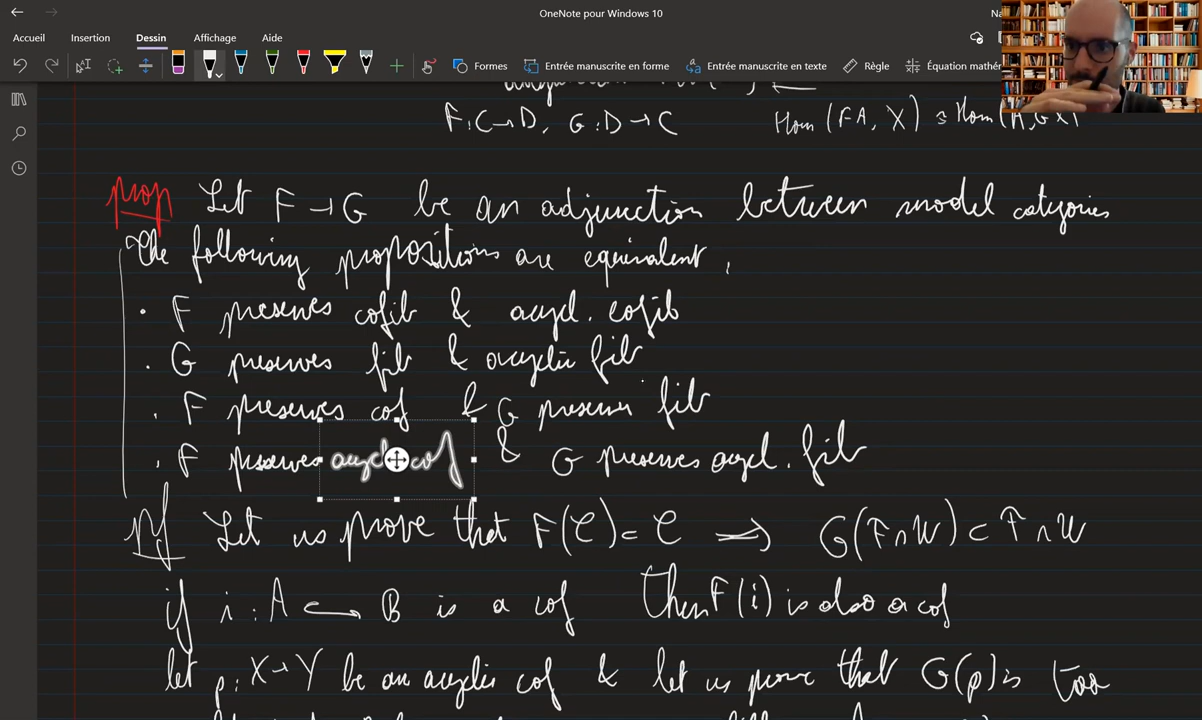 OneNote pour Windows 10
Accueil Insertion Dessin Affichage Aide
Formes Entrée manuscrite en forme Entrée manuscrite en texte Règle Équation mathém
F: C → D, G: D → C Hom (FA, X) ≅ Hom (A, GX)
prop Let F ⊣ G be an adjunction between model categories
The following propositions are equivalent,
· F preserves cofib & acycl. cofib
· G preserves fib & acyclic fib
· F preserves cof & G preserves fib
· F preserves acycl cof & G preserves acycl. fib
Pf Let us prove that F(C) ⊂ C ⟹ G(F∩W) ⊂ F∩W
if i: A ↪ B is a cof then F(i) is also a cof
let p: X → Y be an acyclic cof & let us prove that G(p) is too